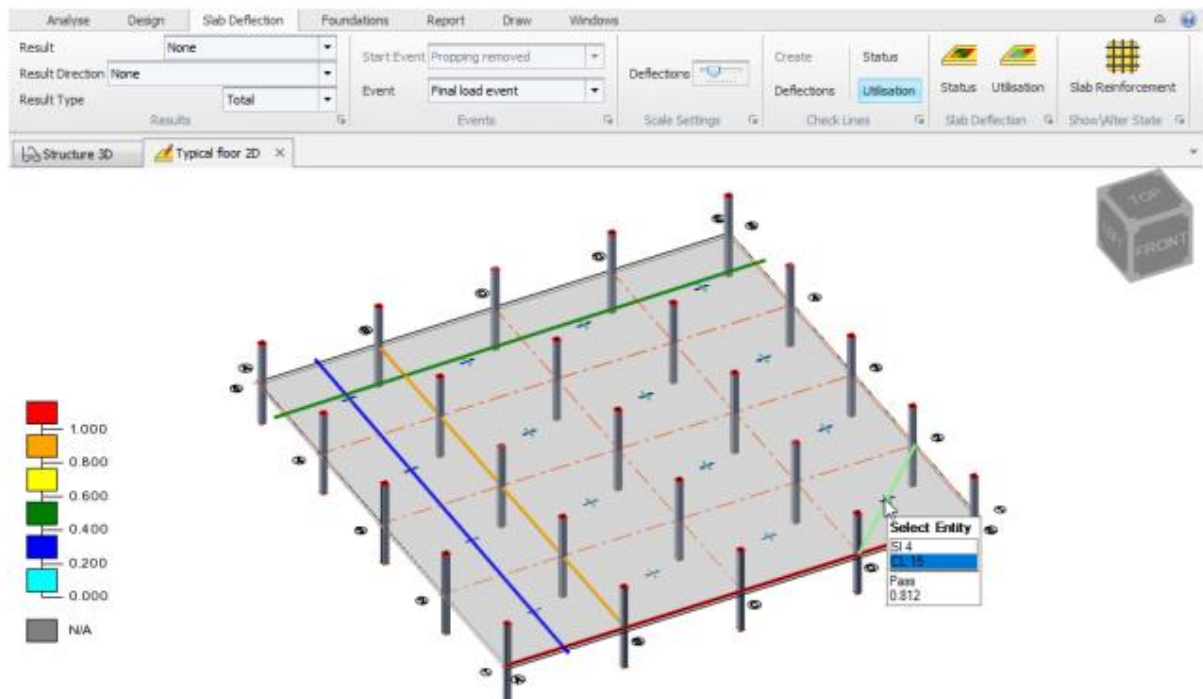 Analyse Design Slab Deflection Foundations Report Draw Windows
Result None
Result Direction None
Result Type Total
Results
Start Event Propping removed
Event Final load event
Events
Deflections
Scale Settings
Create Status
Deflections Utilisation
Check Lines
Status Utilisation
Slab Deflection
Slab Reinforcement
Show\Alter State
Structure 3D Typical floor 2D
TOP
LEFT FRONT
1.000
0.800
0.600
0.400
0.200
0.000
N/A
Select Entity
SI 4
CL 15
Pass
0.812